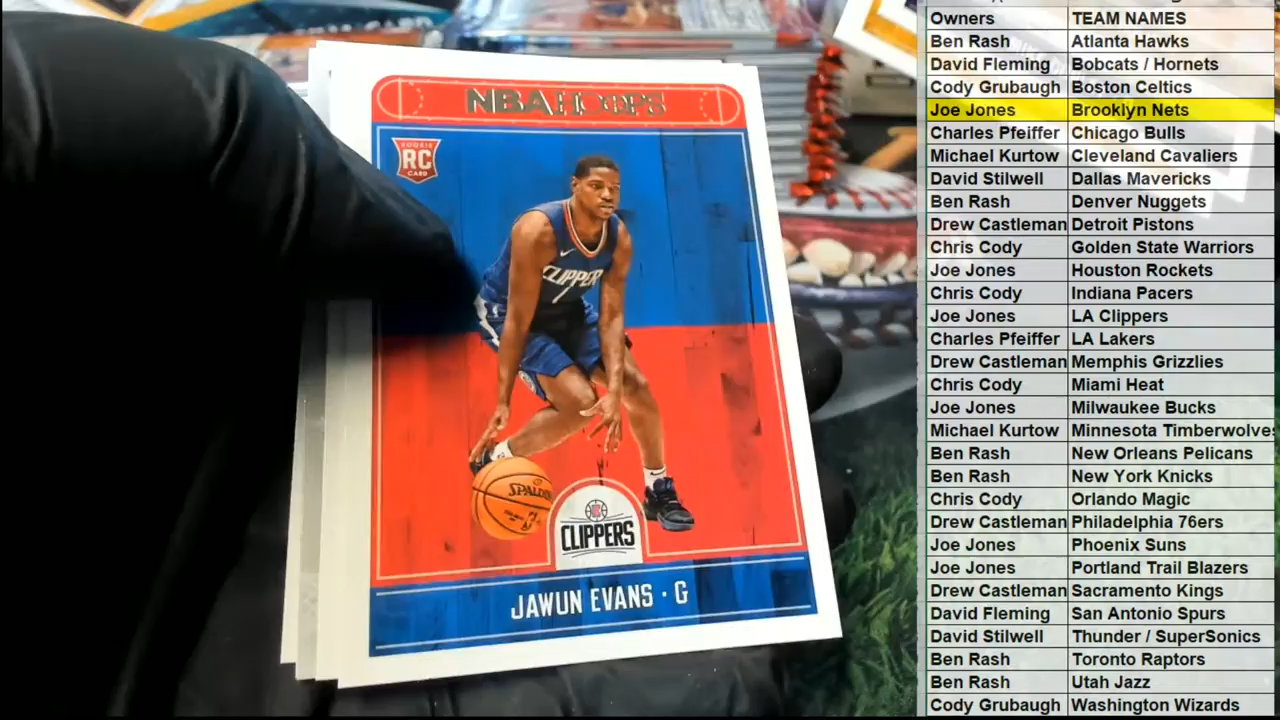 NBA HOOPS
ROOKIE
RC
CARD
CLIPPERS
1
SPALDING
CLIPPERS
JAWUN EVANS · G
Owners TEAM NAMES
Ben Rash Atlanta Hawks
David Fleming Bobcats / Hornets
Cody Grubaugh Boston Celtics
Joe Jones Brooklyn Nets
Charles Pfeiffer Chicago Bulls
Michael Kurtow Cleveland Cavaliers
David Stilwell Dallas Mavericks
Ben Rash Denver Nuggets
Drew Castleman Detroit Pistons
Chris Cody Golden State Warriors
Joe Jones Houston Rockets
Chris Cody Indiana Pacers
Joe Jones LA Clippers
Charles Pfeiffer LA Lakers
Drew Castleman Memphis Grizzlies
Chris Cody Miami Heat
Joe Jones Milwaukee Bucks
Michael Kurtow Minnesota Timberwolves
Ben Rash New Orleans Pelicans
Ben Rash New York Knicks
Chris Cody Orlando Magic
Drew Castleman Philadelphia 76ers
Joe Jones Phoenix Suns
Joe Jones Portland Trail Blazers
Drew Castleman Sacramento Kings
David Fleming San Antonio Spurs
David Stilwell Thunder / SuperSonics
Ben Rash Toronto Raptors
Ben Rash Utah Jazz
Cody Grubaugh Washington Wizards